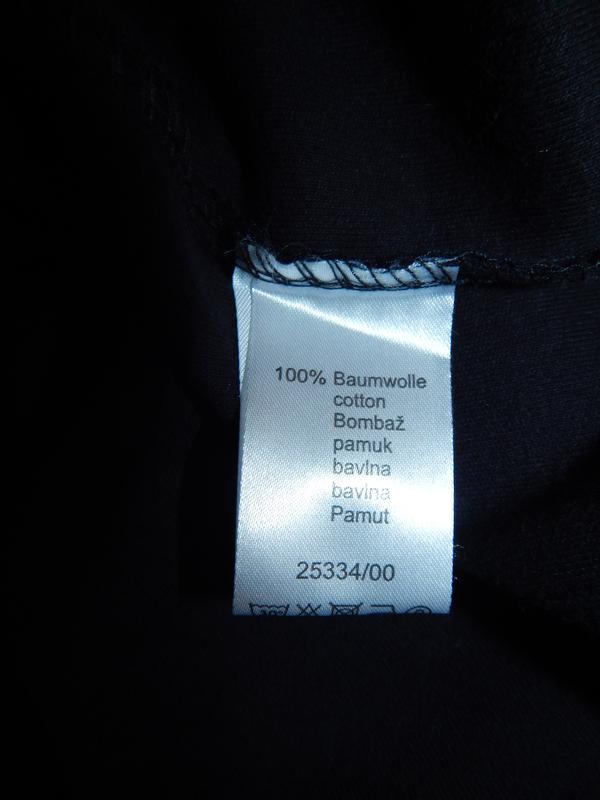 100% Baumwolle
cotton
Bombaž
pamuk
bavlna
bavlna
Pamut
25334/00